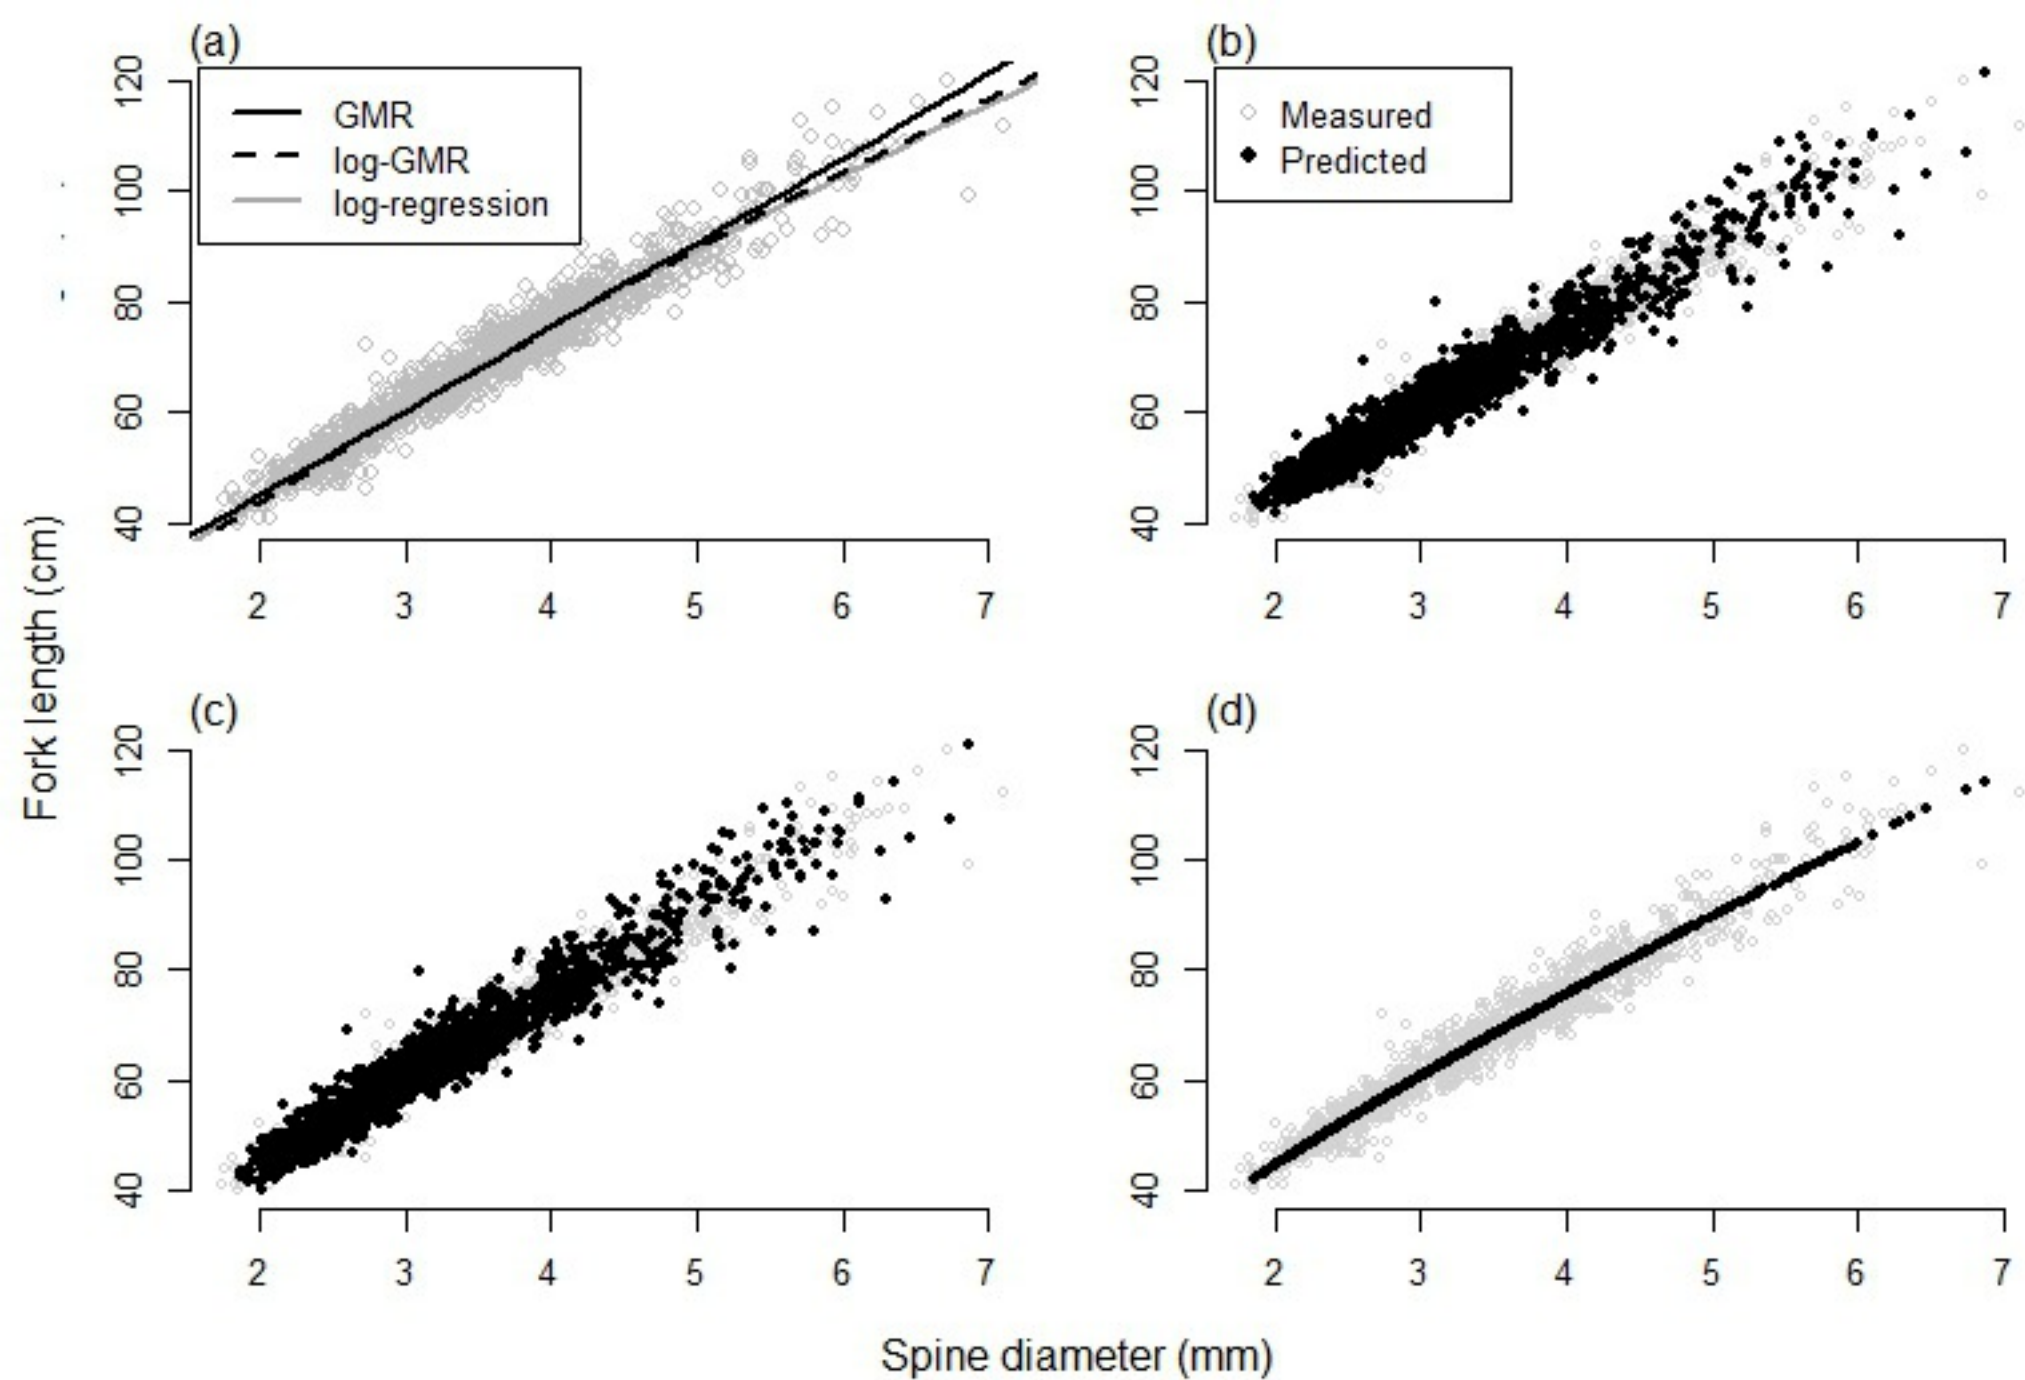 (a)
GMR
log-GMR
log-regression
40 60 80 100 120
2 3 4 5 6 7
(b)
Measured
Predicted
40 60 80 100 120
2 3 4 5 6 7
Fork length (cm)
(c)
40 60 80 100 120
2 3 4 5 6 7
(d)
40 60 80 100 120
2 3 4 5 6 7
Spine diameter (mm)